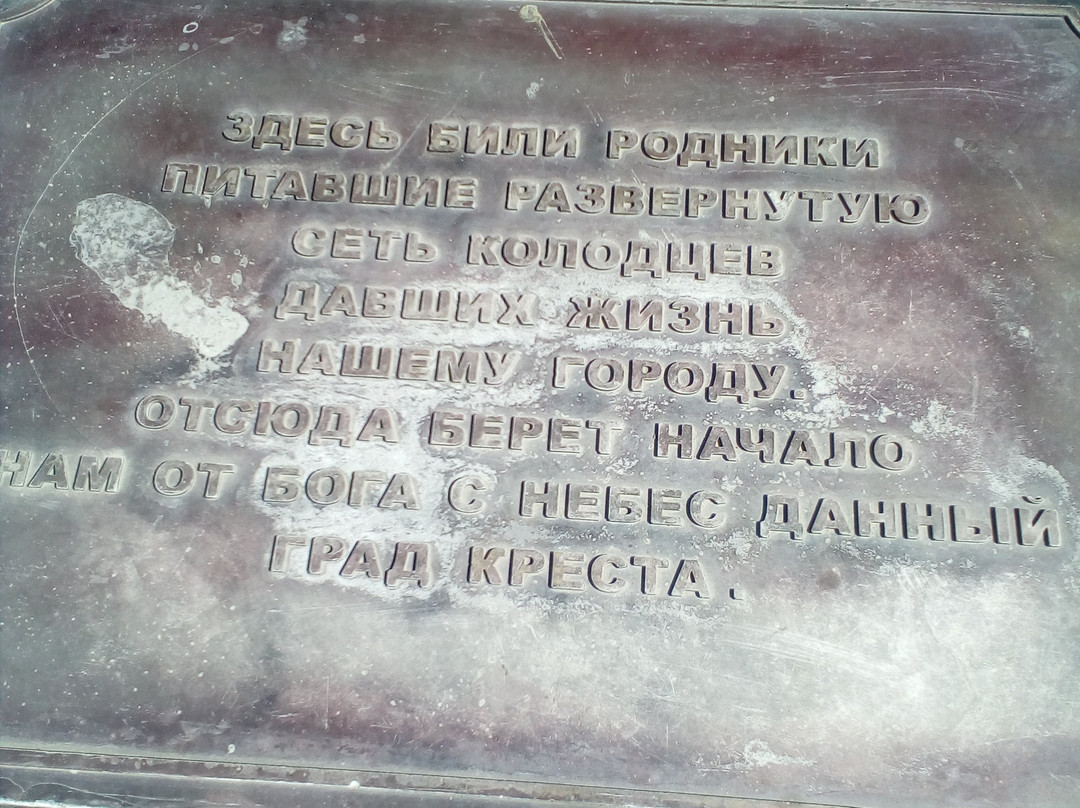 ЗДЕСЬ БИЛИ РОДНИКИ
ПИТАВШИЕ РАЗВЕРНУТУЮ
СЕТЬ КОЛОДЦЕВ
ДАВШИХ ЖИЗНЬ
НАШЕМУ ГОРОДУ.
ОТСЮДА БЕРЕТ НАЧАЛО
НАМ ОТ БОГА С НЕБЕС ДАННЫЙ
ГРАД КРЕСТА.